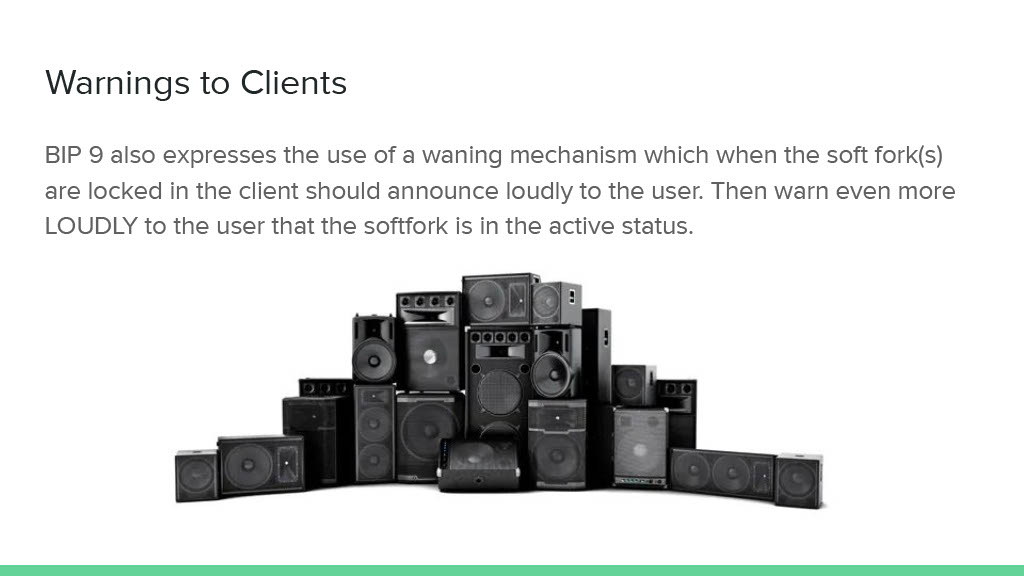 Warnings to Clients
BIP 9 also expresses the use of a waning mechanism which when the soft fork(s)
are locked in the client should announce loudly to the user. Then warn even more
LOUDLY to the user that the softfork is in the active status.